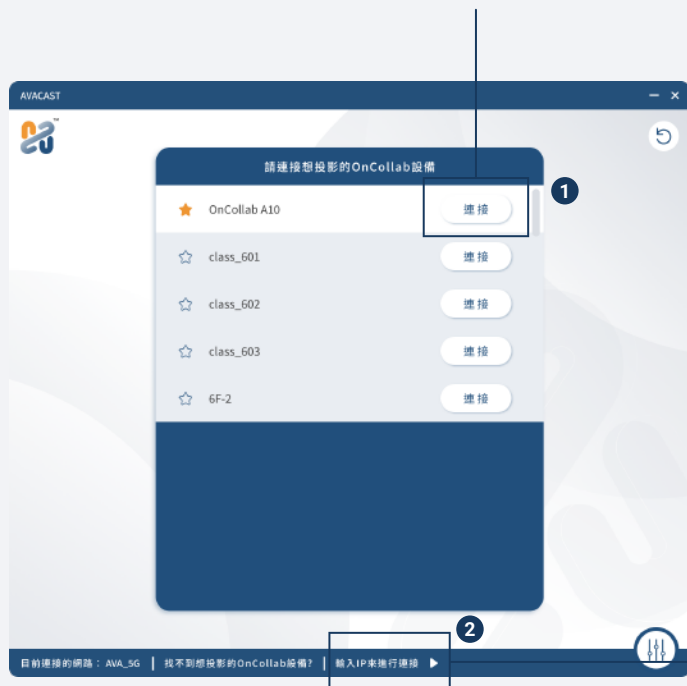 AVACAST
TM
請連接想投影的OnCollab設備
OnCollab A10 連接
1
class_601 連接
class_602 連接
class_603 連接
6F-2 連接
2
目前連接的網路： AVA_5G | 找不到想投影的OnCollab設備? | 輸入IP來進行連接